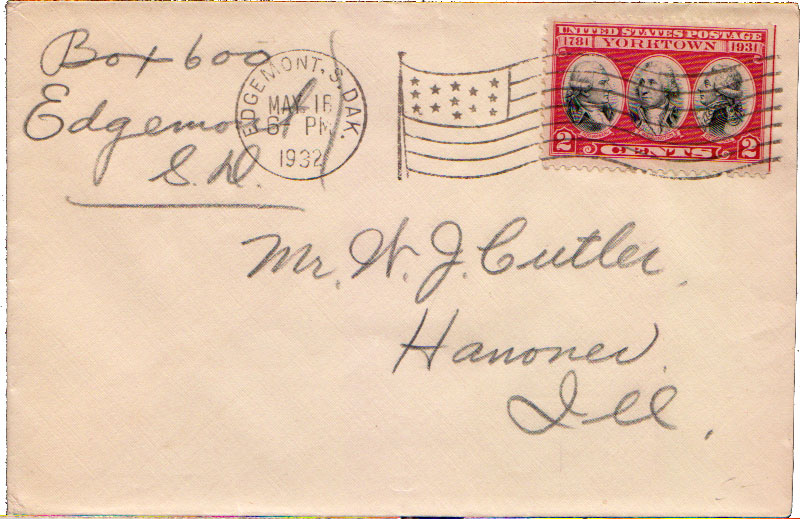 Box 600
Edgemont
S.D.
EDGEMONT, S. DAK.
MAY 16
6 PM
1932
UNITED STATES POSTAGE
1781 YORKTOWN 1931
2 CENTS 2
Mr. W. J. Cutler.
Hanover.
Ill.